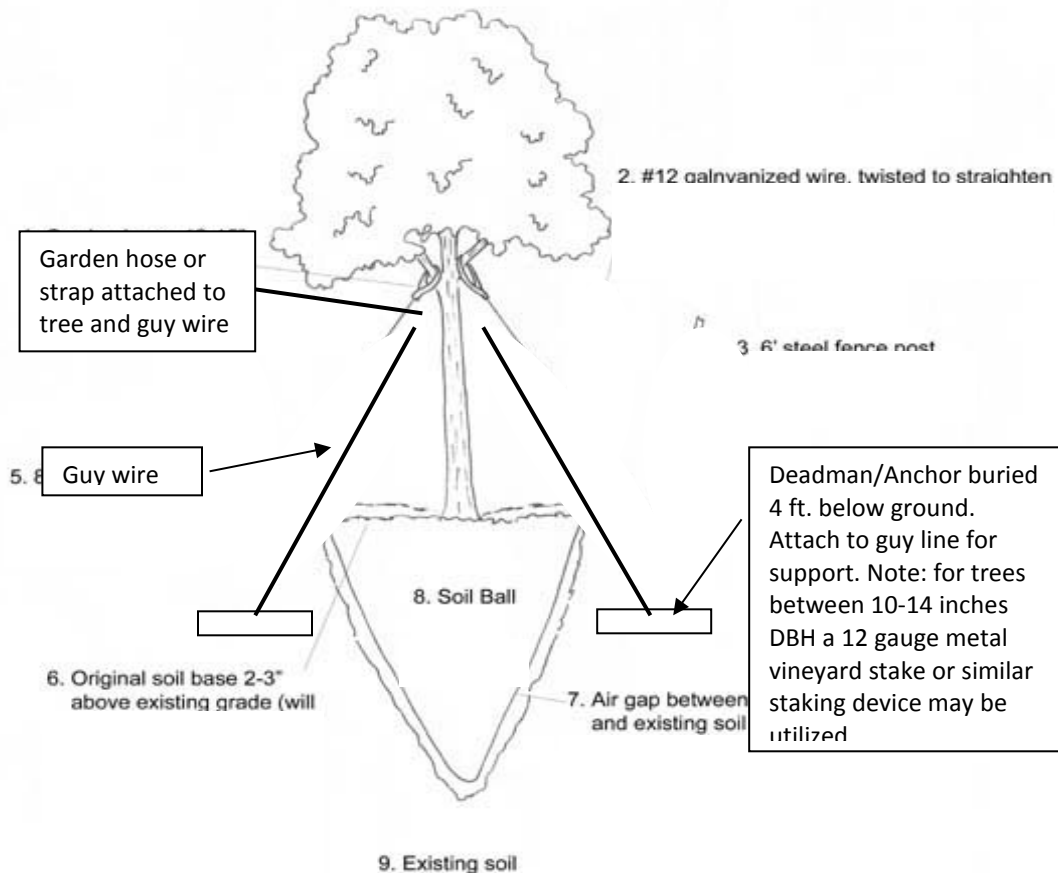 2. #12 galnvanized wire, twisted to straighten
Garden hose or
strap attached to
tree and guy wire
3. 6' steel fence post
5. 8
Guy wire
Deadman/Anchor buried
4 ft. below ground.
Attach to guy line for
support. Note: for trees
between 10-14 inches
DBH a 12 gauge metal
vineyard stake or similar
staking device may be
utilized
8. Soil Ball
6. Original soil base 2-3"
above existing grade (will
7. Air gap between
and existing soil
9. Existing soil